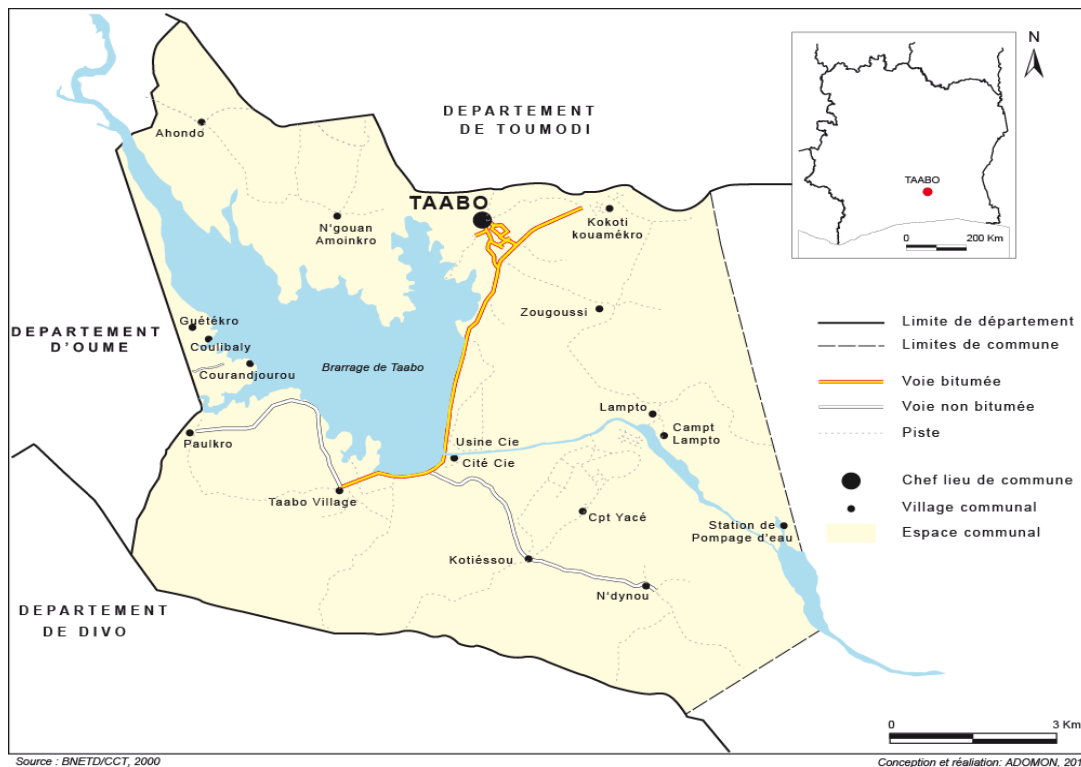 DEPARTEMENT
DE TOUMODI
N
Ahondo
TAABO
0 200 Km
TAABO
Kokoti
kouamékro
N'gouan
Amoinkro
Zougoussi
Guétékro
Coulibaly
Courandjourou
DEPARTEMENT
D'OUME
Brarrage de Taabo
Limite de département
Limites de commune
Voie bitumée
Voie non bitumée
Piste
Chef lieu de commune
Village communal
Espace communal
Lampto
Campt
Lampto
Paulkro
Usine Cie
Cité Cie
Taabo Village
Cpt Yacé
Station de
Pompage d'eau
Kotiéssou
N'dynou
DEPARTEMENT
DE DIVO
0 3 Km
Source : BNETD/CCT, 2000
Conception et réaliation: ADOMON, 201